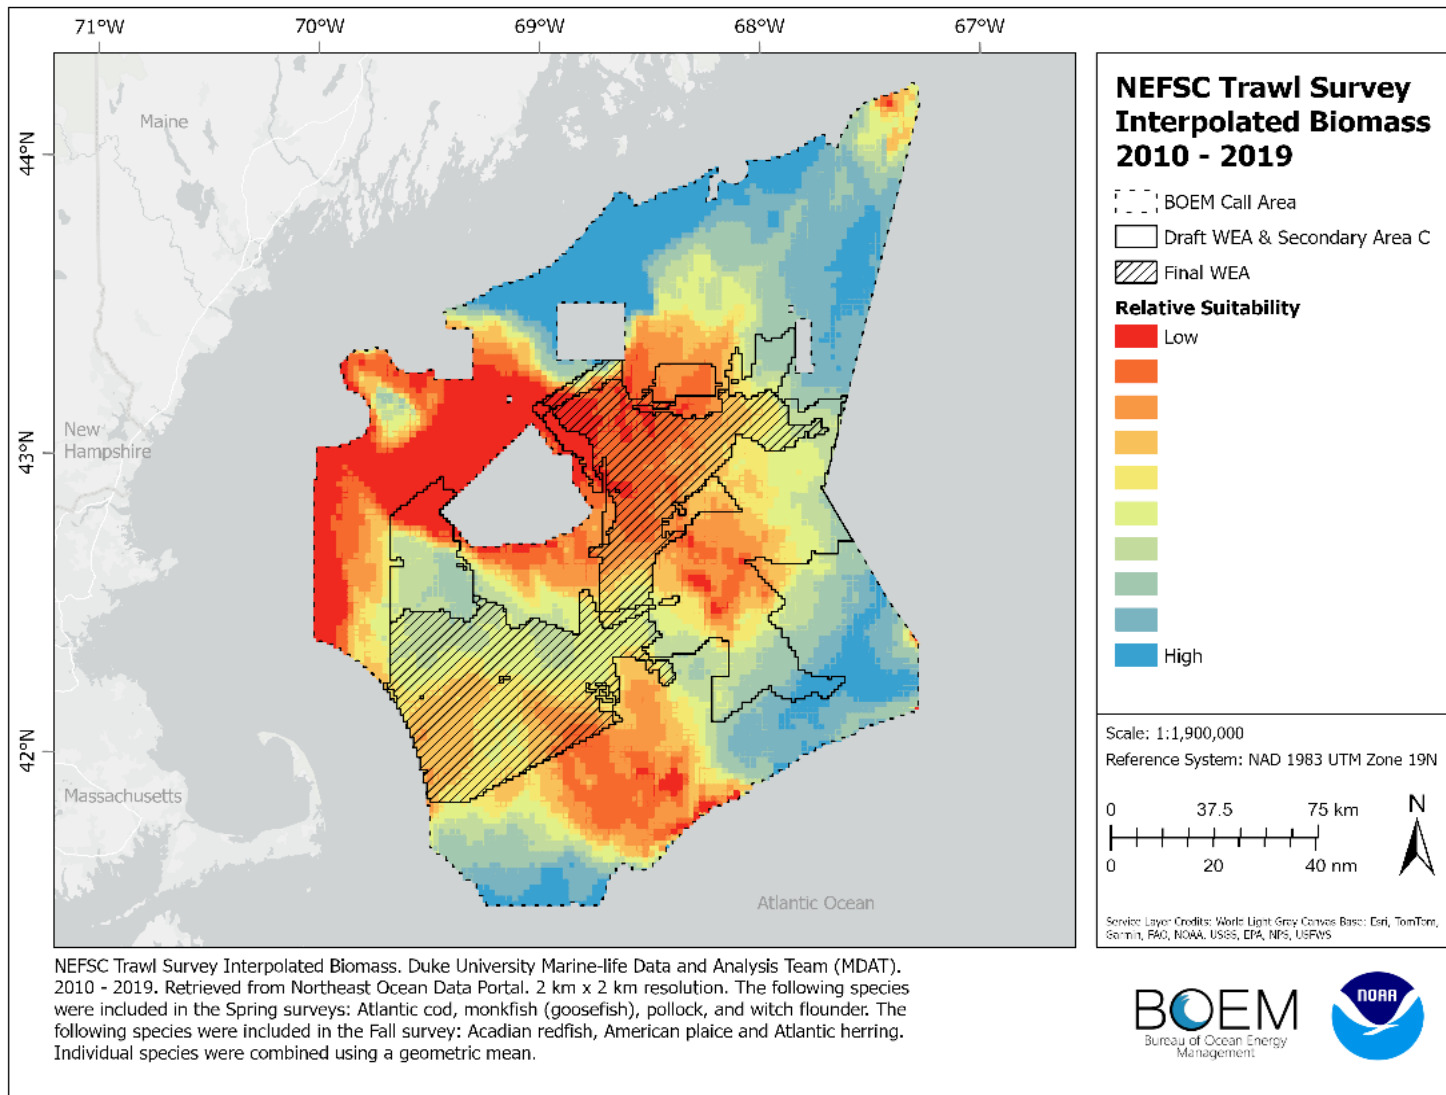 71°W 70°W 69°W 68°W 67°W
44°N
43°N
42°N
Maine
New
Hampshire
Massachusetts
Atlantic Ocean
NEFSC Trawl Survey
Interpolated Biomass
2010 - 2019
BOEM Call Area
Draft WEA & Secondary Area C
Final WEA
Relative Suitability
Low
High
Scale: 1:1,900,000
Reference System: NAD 1983 UTM Zone 19N
0 37.5 75 km
0 20 40 nm
N
Service Layer Credits: World Light Gray Canvas Base: Esri, TomTom,
Garmin, FAO, NOAA, USGS, EPA, NPS, USFWS
NEFSC Trawl Survey Interpolated Biomass. Duke University Marine-life Data and Analysis Team (MDAT).
2010 - 2019. Retrieved from Northeast Ocean Data Portal. 2 km x 2 km resolution. The following species
were included in the Spring surveys: Atlantic cod, monkfish (goosefish), pollock, and witch flounder. The
following species were included in the Fall survey: Acadian redfish, American plaice and Atlantic herring.
Individual species were combined using a geometric mean.
BOEM
Bureau of Ocean Energy
Management
NOAA